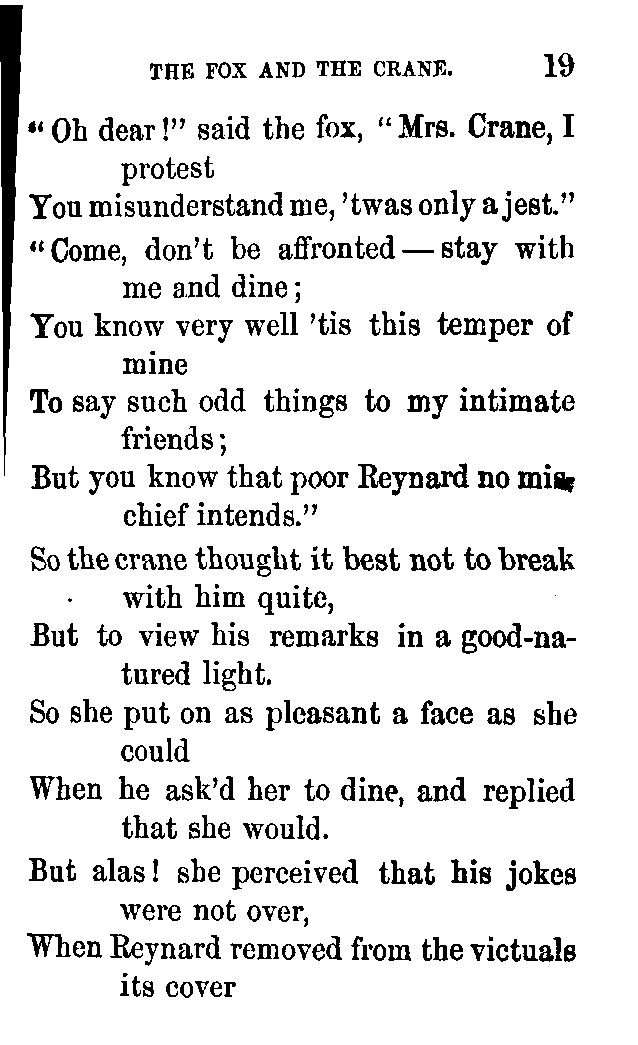 THE FOX AND THE CRANE. 19
“Oh dear!” said the fox, “Mrs. Crane, I
protest
You misunderstand me, ’twas only a jest.”
“Come, don’t be affronted — stay with
me and dine;
You know very well ’tis this temper of
mine
To say such odd things to my intimate
friends;
But you know that poor Reynard no mis-
chief intends.”
So the crane thought it best not to break
with him quite,
But to view his remarks in a good-na-
tured light.
So she put on as pleasant a face as she
could
When he ask’d her to dine, and replied
that she would.
But alas! she perceived that his jokes
were not over,
When Reynard removed from the victuals
its cover